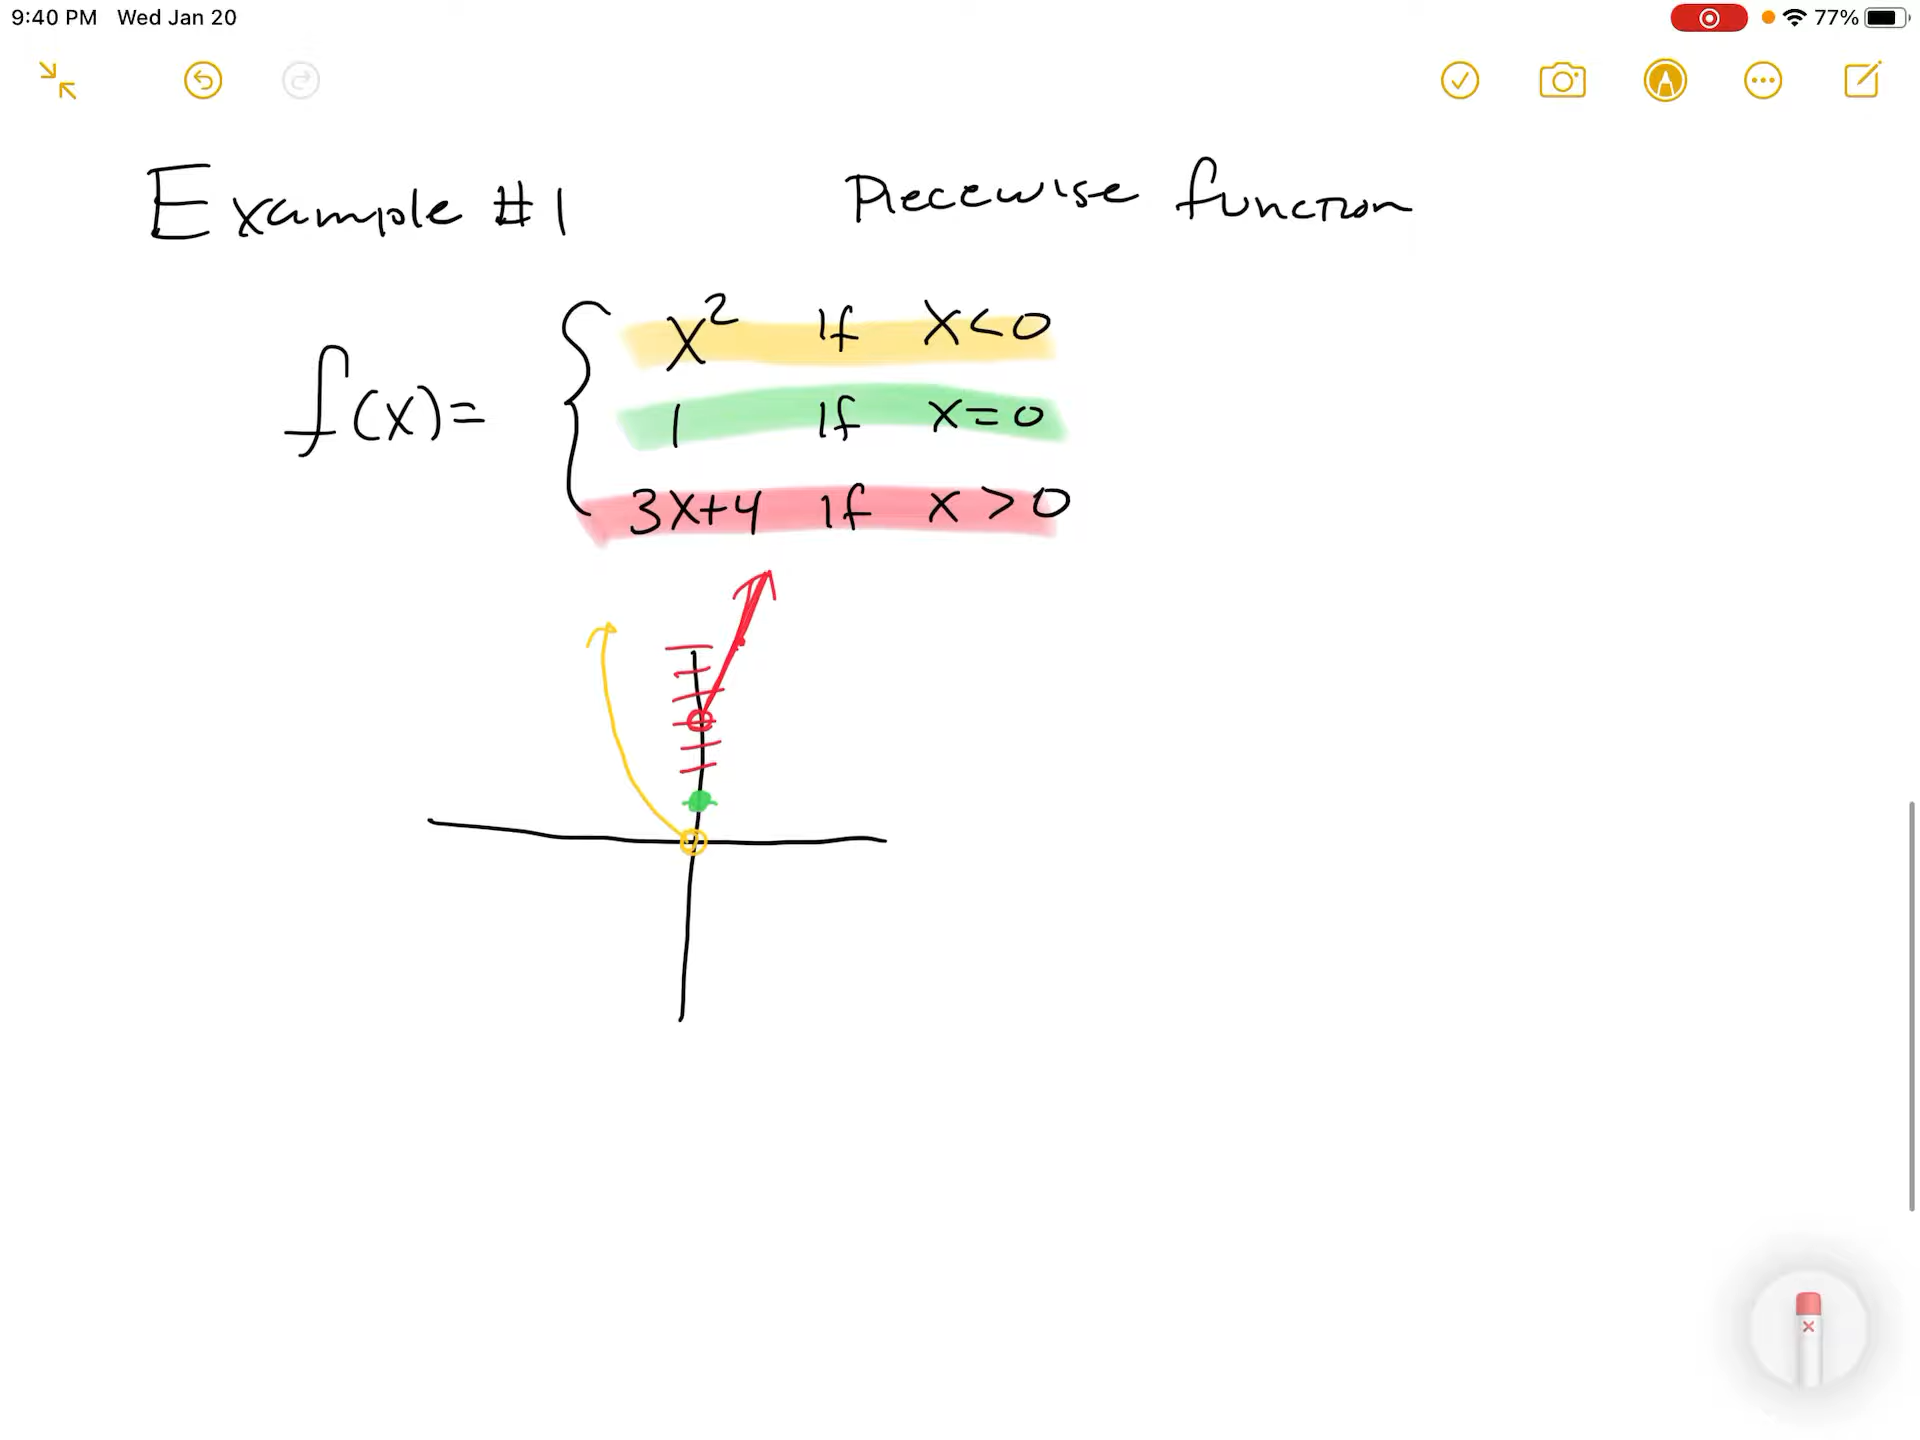 9:40 PM Wed Jan 20 77%
Example #1 Piecewise function
x² if x<0
f(x)= { 1 if x=0
3x+4 if x>0